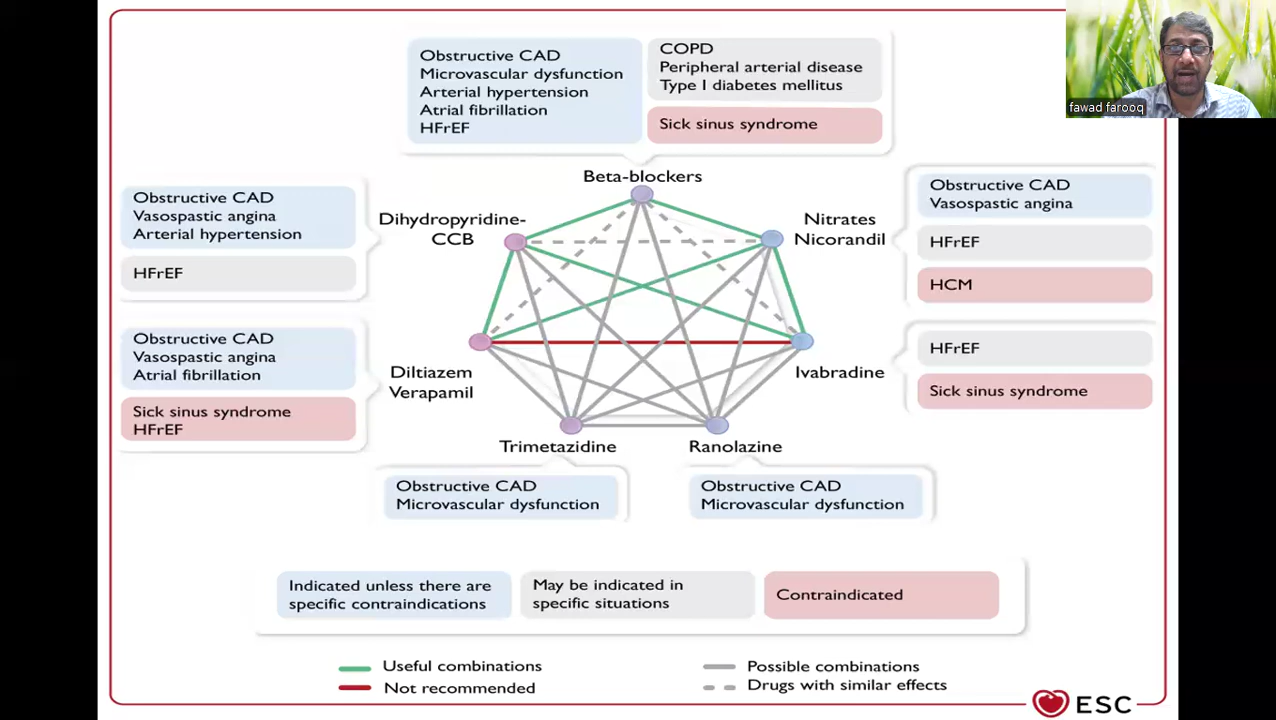 Obstructive CAD
Microvascular dysfunction
Arterial hypertension
Atrial fibrillation
HFrEF
COPD
Peripheral arterial disease
Type I diabetes mellitus
Sick sinus syndrome
fawad farooq
Beta-blockers
Obstructive CAD
Vasospastic angina
Arterial hypertension
HFrEF
Dihydropyridine-
CCB
Nitrates
Nicorandil
Obstructive CAD
Vasospastic angina
HFrEF
HCM
Obstructive CAD
Vasospastic angina
Atrial fibrillation
Sick sinus syndrome
HFrEF
Diltiazem
Verapamil
Ivabradine
HFrEF
Sick sinus syndrome
Trimetazidine
Ranolazine
Obstructive CAD
Microvascular dysfunction
Obstructive CAD
Microvascular dysfunction
Indicated unless there are
specific contraindications
May be indicated in
specific situations
Contraindicated
Useful combinations
Not recommended
Possible combinations
Drugs with similar effects
ESC